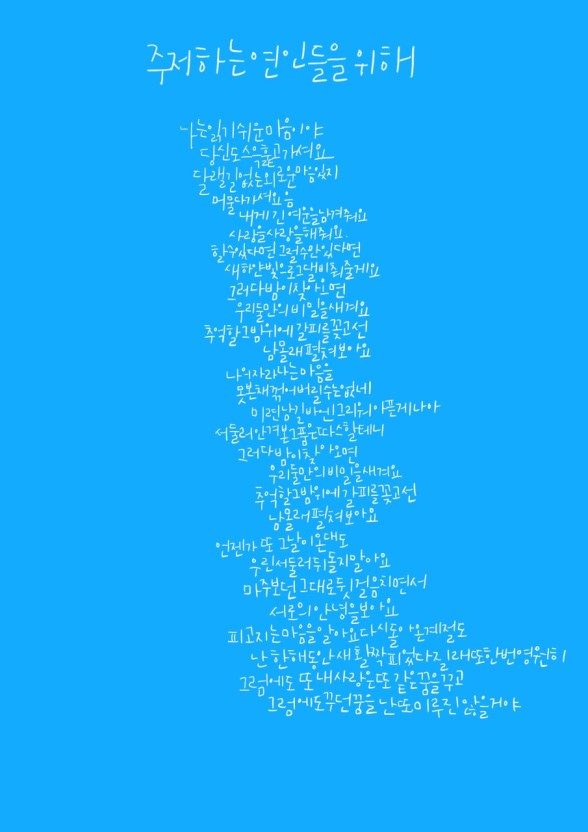 주저하는 연인들을 위해
나는 읽기 쉬운 마음이야
당신도 스윽 훑고 가셔요
달랠 길 없는 외로운 마음 있지
머물다 가셔요 음
내게 긴 여운을 남겨줘요
사랑을 사랑을 해줘요
할 수 있다면 그럴 수만 있다면
새하얀 빛으로 그댈 비춰 줄게요
그러다 밤이 찾아오면
우리 둘만의 비밀을 새겨요
추억할 그 밤 위에 갈피를 꽂고선
남몰래 펼쳐보아요
나의 자라나는 마음을
못 본 채 꺾어 버릴 수는 없네
미련 남길 바엔 그리워 아픈 게 나아
서둘러 안겨본 그 품은 따스할 테니
그러다 밤이 찾아오면
우리 둘만의 비밀을 새겨요
추억할 그 밤 위에 갈피를 꽂고선
남몰래 펼쳐보아요
언젠가 또 그날이 온대도
우린 서둘러 뒤돌지 말아요
마주보던 그대로 뒷걸음치면서
서로의 안녕을 보아요
피고 지는 마음을 알아요 다시 돌아온 계절도
난 한 해 동안 새 활짝 피었다 질래 또 한번 영원히
그럼에도 또 내 사랑은 또 같은 꿈을 꾸고
그럼에도 꾸던 꿈을 난 또 미루진 않을 거야